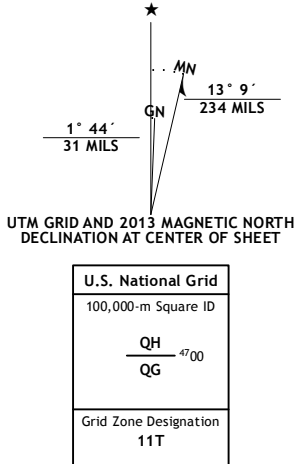 ★
MN
GN
13° 9´
234 MILS
1° 44´
31 MILS
UTM GRID AND 2013 MAGNETIC NORTH
DECLINATION AT CENTER OF SHEET
U.S. National Grid
100,000-m Square ID
QH
4700
QG
Grid Zone Designation
11T